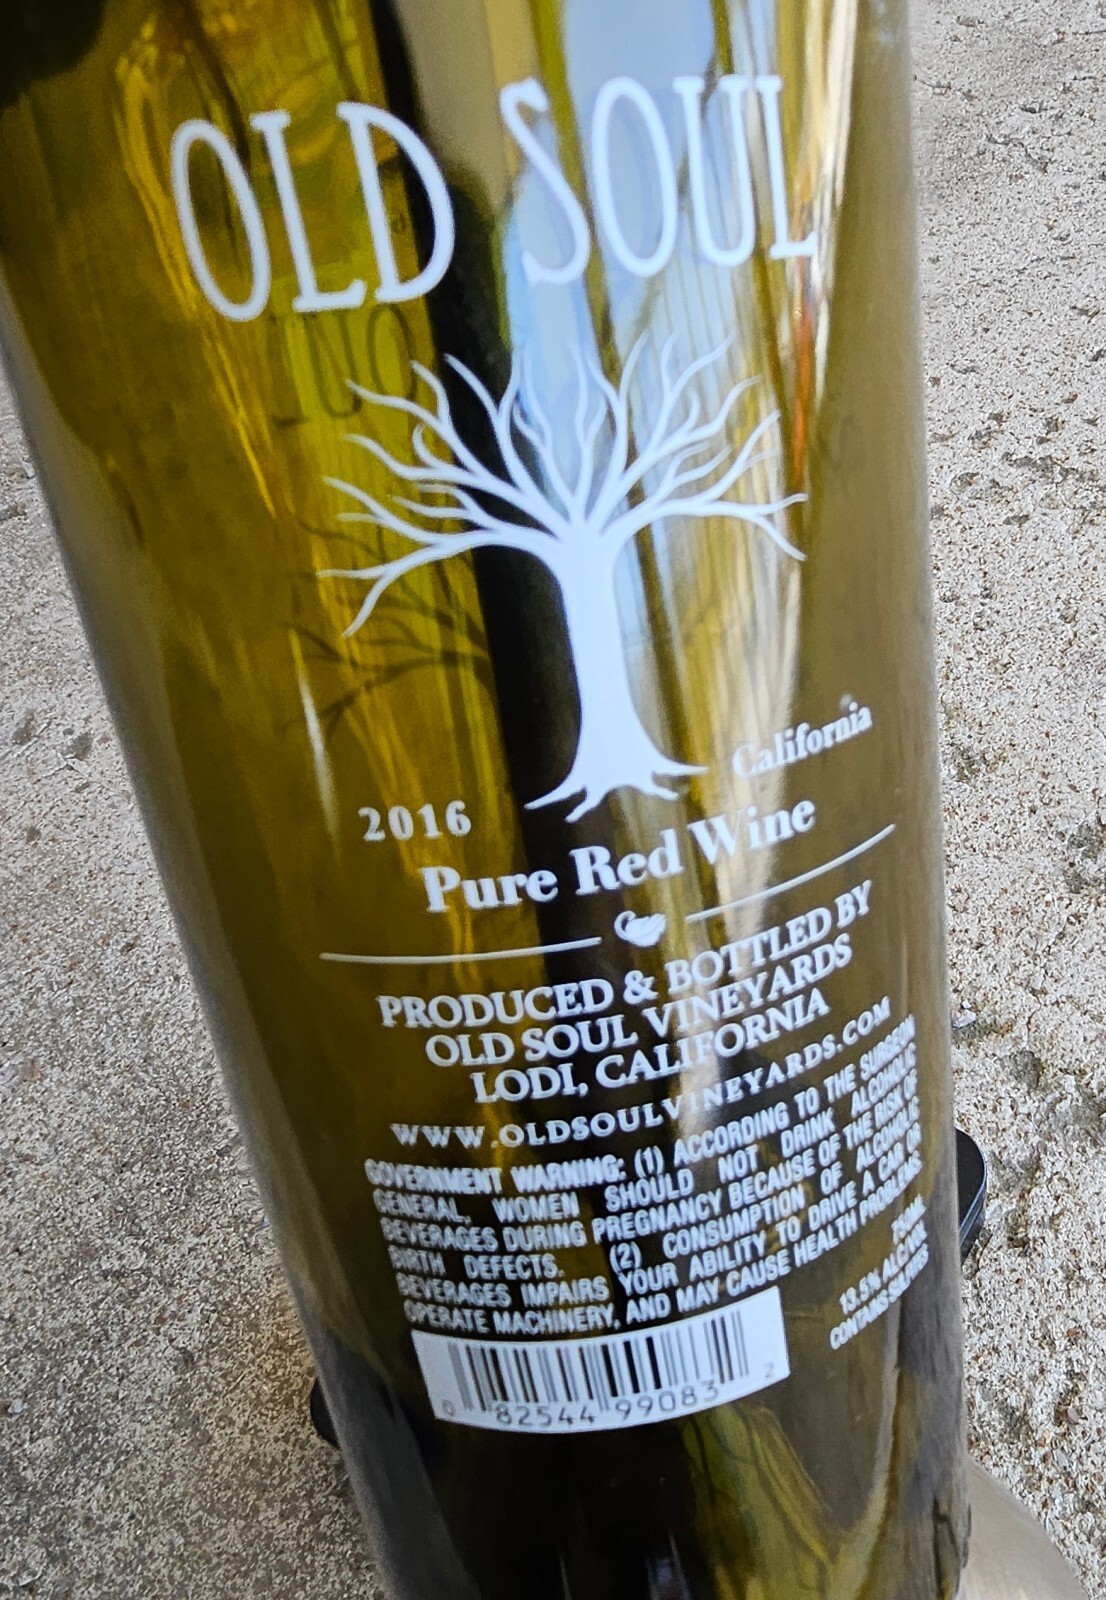 OLD SOUL
California
2016
Pure Red Wine
PRODUCED & BOTTLED BY
OLD SOUL VINEYARDS
LODI, CALIFORNIA
WWW.OLDSOULVINEYARDS.COM
GOVERNMENT WARNING: (1) ACCORDING TO THE SURGEON
GENERAL, WOMEN SHOULD NOT DRINK ALCOHOLIC
BEVERAGES DURING PREGNANCY BECAUSE OF THE RISK OF
BIRTH DEFECTS. (2) CONSUMPTION OF ALCOHOLIC
BEVERAGES IMPAIRS YOUR ABILITY TO DRIVE A CAR OR
OPERATE MACHINERY, AND MAY CAUSE HEALTH PROBLEMS.
750ML
13.5% ALCOHOL
CONTAINS SULFITES
0 82544 99083 2